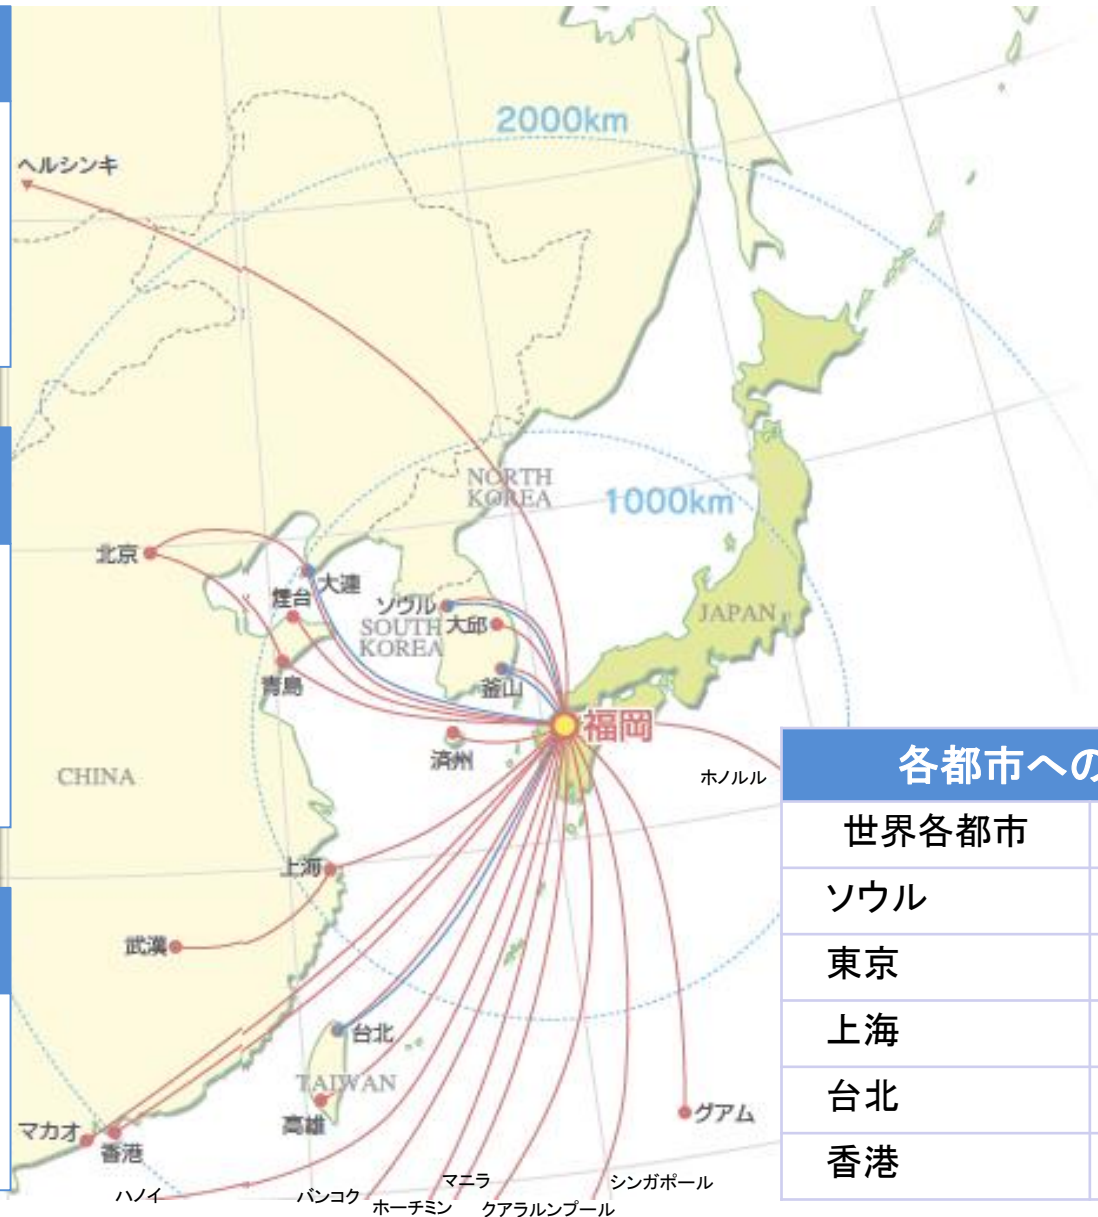 2000km
ヘルシンキ
NORTH
KOREA
1000km
北京
大連
煙台
ソウル
大邱
SOUTH
KOREA
JAPAN
青島
釜山
福岡
済州
CHINA
ホノルル
各都市への
世界各都市
上海
ソウル
武漢
東京
台北
上海
TAIWAN
台北
高雄
グアム
マカオ
香港
香港
ハノイ
バンコク
マニラ
シンガポール
ホーチミン
クアラルンプール